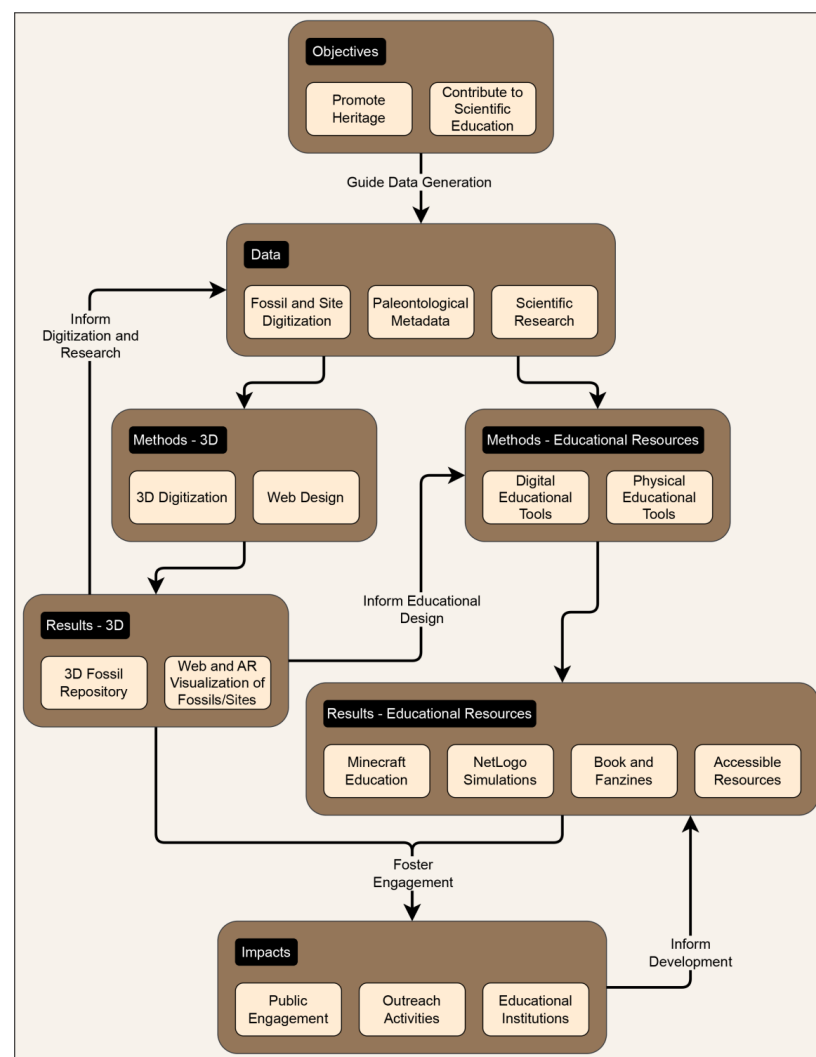 Objectives
Promote
Heritage
Contribute to
Scientific
Education
Guide Data Generation
Data
Fossil and Site
Digitization
Paleontological
Metadata
Scientific
Research
Inform
Digitization and
Research
Methods - 3D
3D Digitization
Web Design
Methods - Educational Resources
Digital
Educational
Tools
Physical
Educational
Tools
Inform Educational
Design
Results - 3D
3D Fossil
Repository
Web and AR
Visualization of
Fossils/Sites
Results - Educational Resources
Minecraft
Education
NetLogo
Simulations
Book and
Fanzines
Accessible
Resources
Foster
Engagement
Inform
Development
Impacts
Public
Engagement
Outreach
Activities
Educational
Institutions